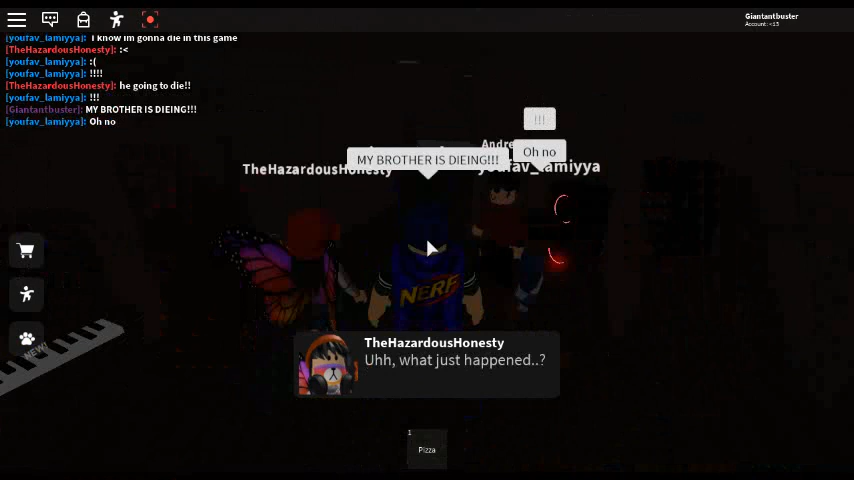 Giantantbuster
Account: <13
[youfav_lamiyya]: I know im gonna die in this game
[TheHazardousHonesty]: :<
[youfav_lamiyya]: :(
[youfav_lamiyya]: !!!!
[TheHazardousHonesty]: he going to die!!
[youfav_lamiyya]: !!!
[Giantantbuster]: MY BROTHER IS DIEING!!!
[youfav_lamiyya]: Oh no
!!!
Oh no
MY BROTHER IS DIEING!!!
TheHazardousHonesty
youfav_lamiyya
NERF
NEW!
TheHazardousHonesty
Uhh, what just happened..?
1
Pizza